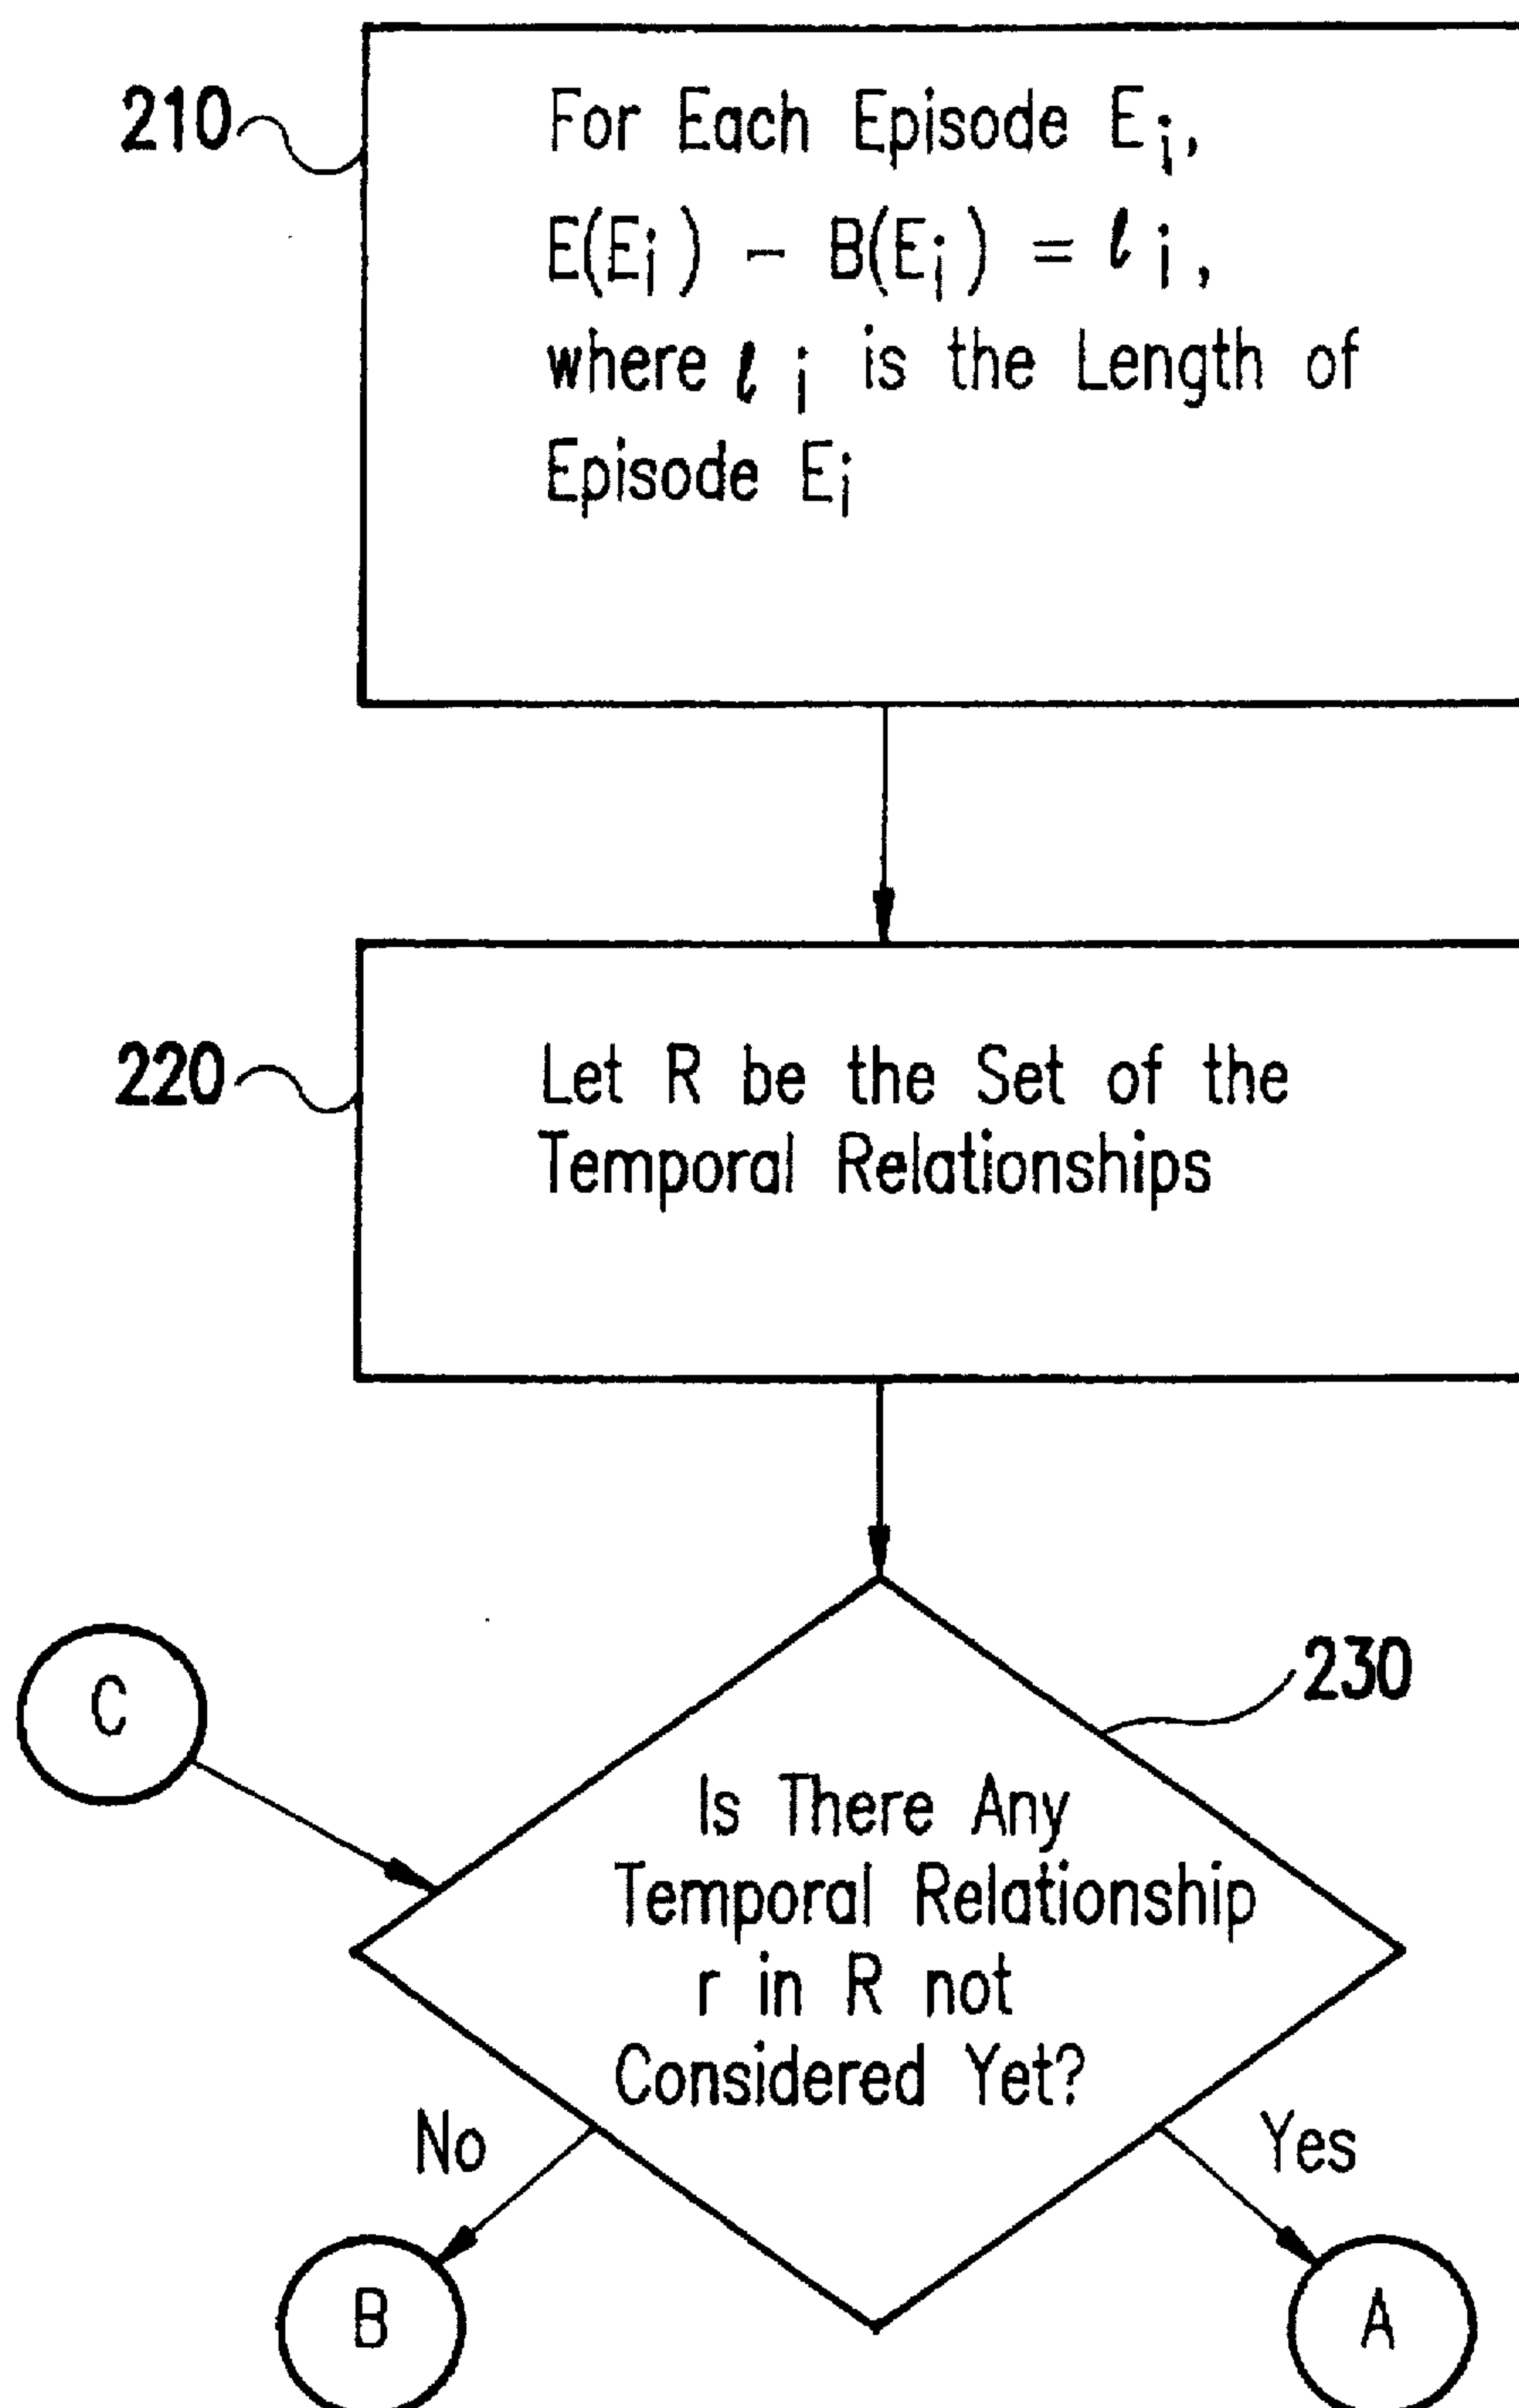 210
For Each Episode Ei,
E(Ei) - B(Ei) = ℓi,
where ℓi is the Length of
Episode Ei
220
Let R be the Set of the
Temporal Relationships
230
C
Is There Any
Temporal Relationship
r in R not
Considered Yet?
No
Yes
B
A